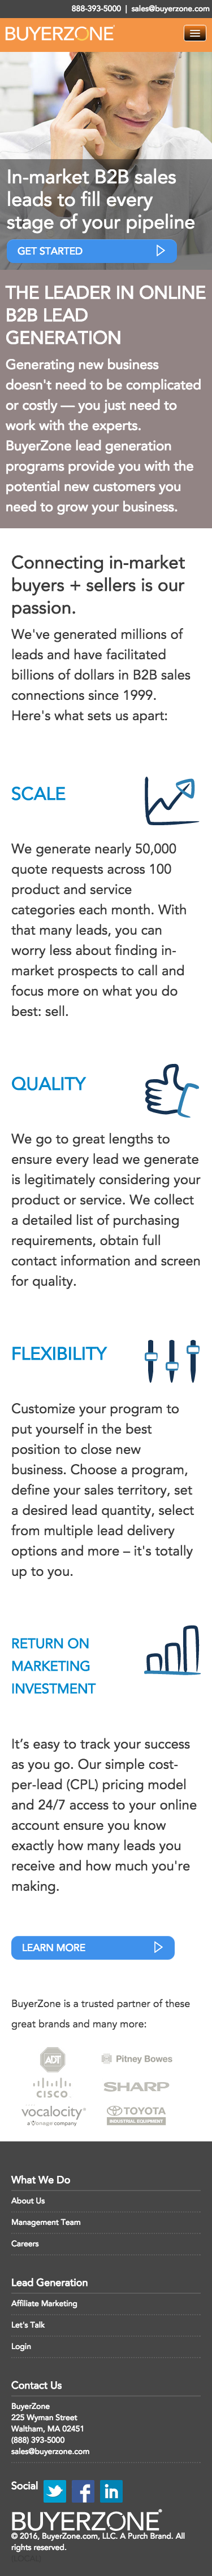 888-393-5000 | sales@buyerzone.com
BUYERZONE
In-market B2B sales
leads to fill every
stage of your pipeline
GET STARTED
THE LEADER IN ONLINE
B2B LEAD
GENERATION
Generating new business
doesn't need to be complicated
or costly — you just need to
work with the experts.
BuyerZone lead generation
programs provide you with the
potential new customers you
need to grow your business.
Connecting in-market
buyers + sellers is our
passion.
We've generated millions of
leads and have facilitated
billions of dollars in B2B sales
connections since 1999.
Here's what sets us apart:
SCALE
We generate nearly 50,000
quote requests across 100
product and service
categories each month. With
that many leads, you can
worry less about finding in-
market prospects to call and
focus more on what you do
best: sell.
QUALITY
We go to great lengths to
ensure every lead we generate
is legitimately considering your
product or service. We collect
a detailed list of purchasing
requirements, obtain full
contact information and screen
for quality.
FLEXIBILITY
Customize your program to
put yourself in the best
position to close new
business. Choose a program,
define your sales territory, set
a desired lead quantity, select
from multiple lead delivery
options and more – it's totally
up to you.
RETURN ON
MARKETING
INVESTMENT
It’s easy to track your success
as you go. Our simple cost-
per-lead (CPL) pricing model
and 24/7 access to your online
account ensure you know
exactly how many leads you
receive and how much you're
making.
LEARN MORE
BuyerZone is a trusted partner of these
great brands and many more:
ADT
Pitney Bowes
CISCO
SHARP
vocalocity
TOYOTA
INDUSTRIAL EQUIPMENT
What We Do
About Us
Management Team
Careers
Lead Generation
Affiliate Marketing
Let's Talk
Login
Contact Us
BuyerZone
225 Wyman Street
Waltham, MA 02451
(888) 393-5000
sales@buyerzone.com
Social
BUYERZONE®
© 2016, BuyerZone.com, LLC. A Purch Brand. All
rights reserved.